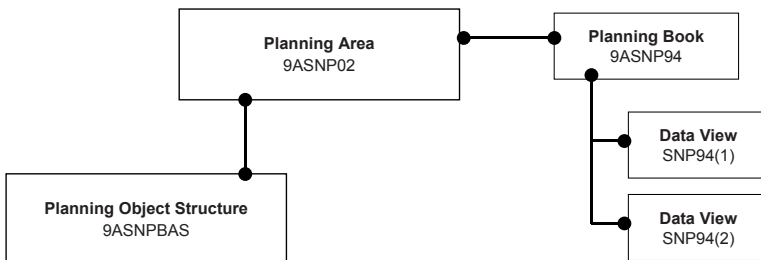 Planning Area
9ASNP02
Planning Book
9ASNP94
Data View
SNP94(1)
Planning Object Structure
9ASNPBAS
Data View
SNP94(2)